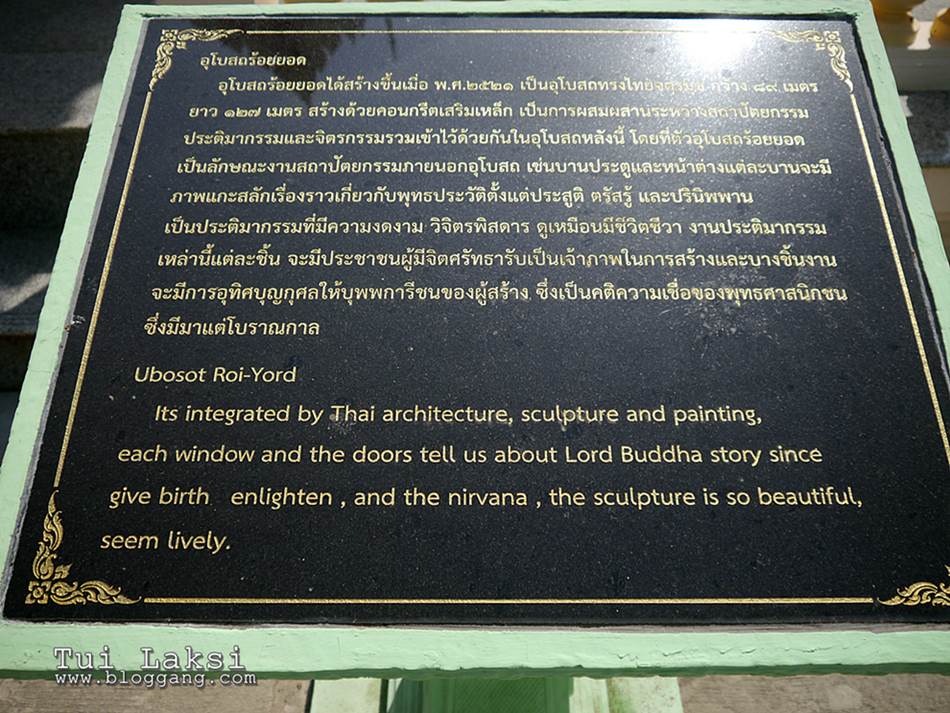 อุโบสถร้อยยอด
อุโบสถร้อยยอดได้สร้างขึ้นเมื่อ พ.ศ.๒๕๒๑ เป็นอุโบสถทรงไทยจตุรมุข กว้าง ๘๙ เมตร
ยาว ๑๒๗ เมตร สร้างด้วยคอนกรีตเสริมเหล็ก เป็นการผสมผสานระหว่างสถาปัตยกรรม
ประติมากรรมและจิตรกรรมรวมเข้าไว้ด้วยกันในอุโบสถหลังนี้ โดยที่ตัวอุโบสถร้อยยอด
เป็นลักษณะงานสถาปัตยกรรมภายนอกอุโบสถ เช่นบานประตูและหน้าต่างแต่ละบานจะมี
ภาพแกะสลักเรื่องราวเกี่ยวกับพุทธประวัติตั้งแต่ประสูติ ตรัสรู้ และปรินิพพาน
เป็นประติมากรรมที่มีความงดงาม วิจิตรพิสดาร ดูเหมือนมีชีวิตชีวา งานประติมากรรม
เหล่านี้แต่ละชิ้น จะมีประชาชนผู้มีจิตศรัทธารับเป็นเจ้าภาพในการสร้างและบางชิ้นงาน
จะมีการอุทิศบุญกุศลให้บุพพการีชนของผู้สร้าง ซึ่งเป็นคติความเชื่อของพุทธศาสนิกชน
ซึ่งมีมาแต่โบราณกาล
Ubosot Roi-Yord
Its integrated by Thai architecture, sculpture and painting,
each window and the doors tell us about Lord Buddha story since
give birth enlighten , and the nirvana , the sculpture is so beautiful,
seem lively.
Tui Laksi
www.bloggang.com